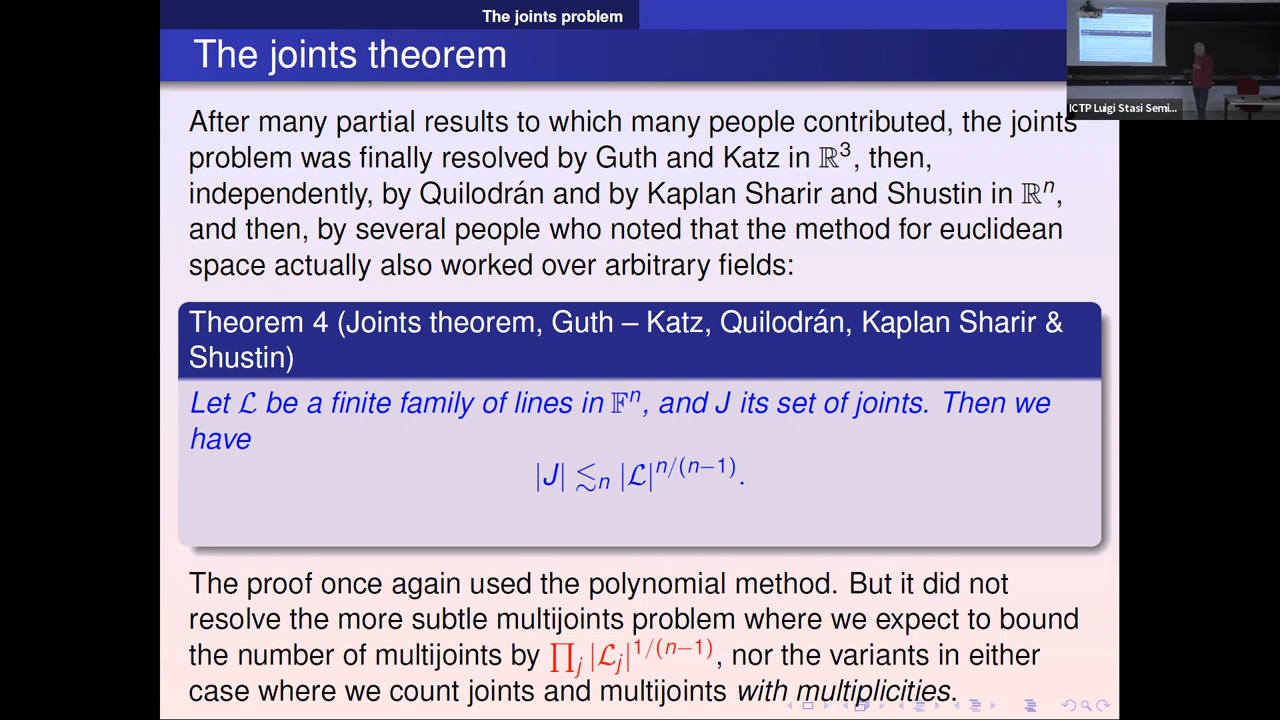 The joints problem
The joints theorem
ICTP Luigi Stasi Semi...
After many partial results to which many people contributed, the joints
problem was finally resolved by Guth and Katz in ℝ³, then,
independently, by Quilodrán and by Kaplan Sharir and Shustin in ℝⁿ,
and then, by several people who noted that the method for euclidean
space actually also worked over arbitrary fields:
Theorem 4 (Joints theorem, Guth – Katz, Quilodrán, Kaplan Sharir &
Shustin)
Let ℒ be a finite family of lines in 𝔽ⁿ, and J its set of joints. Then we
have
|J| ≲ₙ |ℒ|^{n/(n−1)}.
The proof once again used the polynomial method. But it did not
resolve the more subtle multijoints problem where we expect to bound
the number of multijoints by ∏ⱼ |ℒⱼ|^{1/(n−1)}, nor the variants in either
case where we count joints and multijoints with multiplicities.